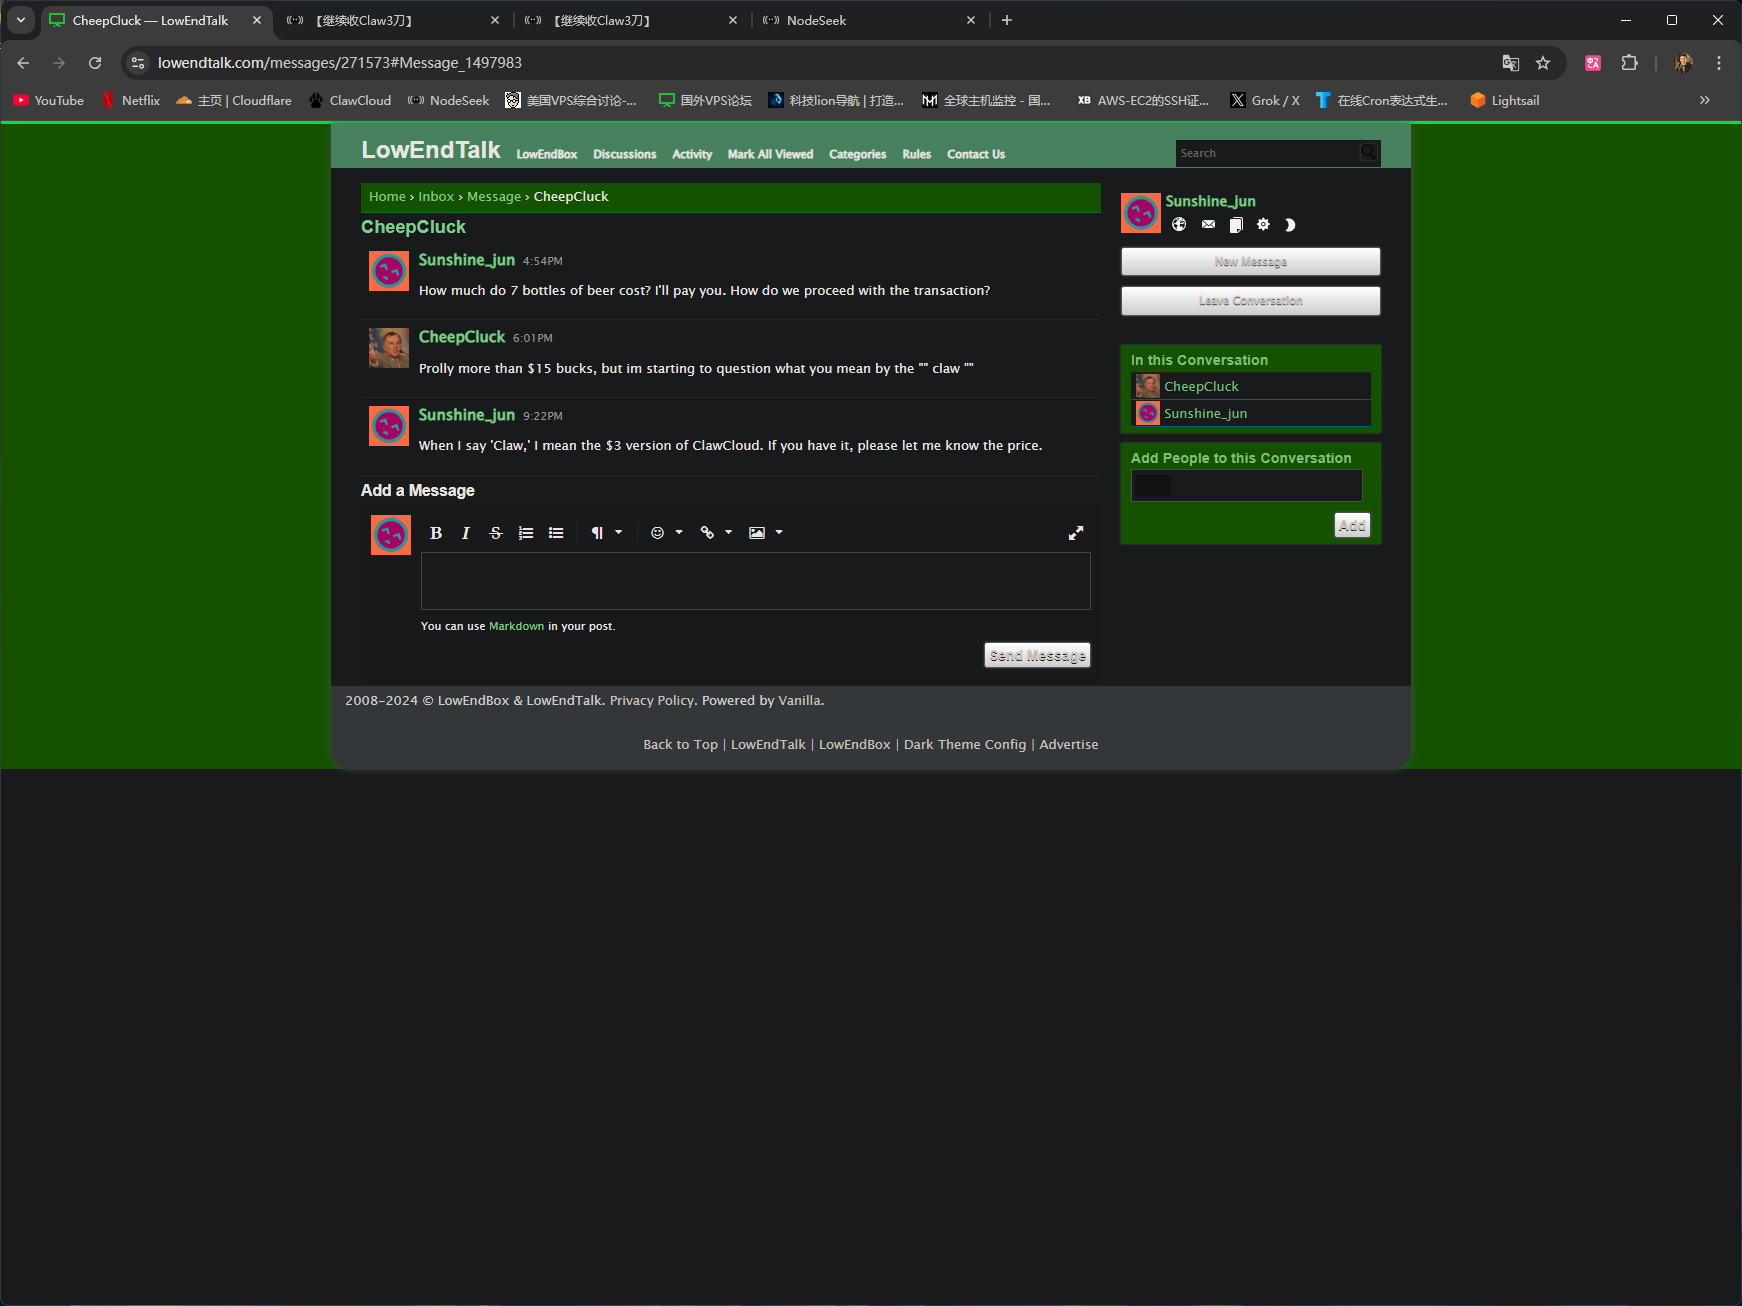 CheepCluck — LowEndTalk
【继续收Claw3刀】
【继续收Claw3刀】
NodeSeek
lowendtalk.com/messages/271573#Message_1497983
YouTube
Netflix
主页 | Cloudflare
ClawCloud
NodeSeek
美国VPS综合讨论-...
国外VPS论坛
科技lion导航 | 打造...
全球主机监控 - 国...
XB AWS-EC2的SSH证...
Grok / X
在线Cron表达式生...
Lightsail
LowEndTalk LowEndBox Discussions Activity Mark All Viewed Categories Rules Contact Us
Search
Home › Inbox › Message › CheepCluck
CheepCluck
Sunshine_jun 4:54PM
How much do 7 bottles of beer cost? I'll pay you. How do we proceed with the transaction?
CheepCluck 6:01PM
Prolly more than $15 bucks, but im starting to question what you mean by the "" claw ""
Sunshine_jun 9:22PM
When I say 'Claw,' I mean the $3 version of ClawCloud. If you have it, please let me know the price.
Add a Message
You can use Markdown in your post.
Send Message
Sunshine_jun
New Message
Leave Conversation
In this Conversation
CheepCluck
Sunshine_jun
Add People to this Conversation
Add
2008-2024 © LowEndBox & LowEndTalk. Privacy Policy. Powered by Vanilla.
Back to Top | LowEndTalk | LowEndBox | Dark Theme Config | Advertise